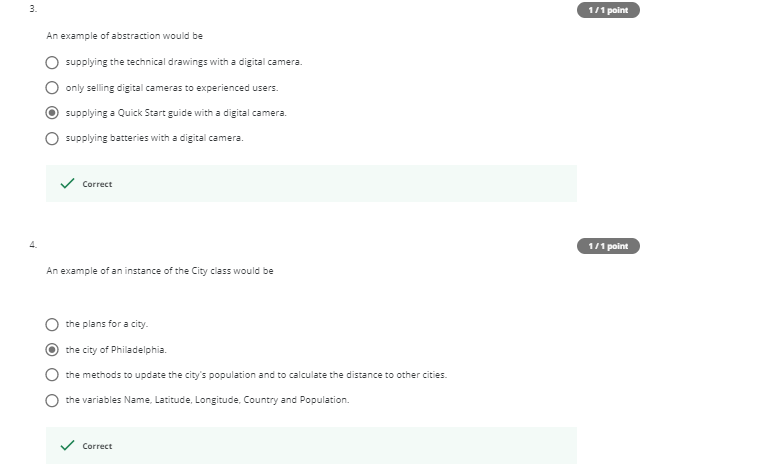 3.
1 / 1 point
An example of abstraction would be
supplying the technical drawings with a digital camera.
only selling digital cameras to experienced users.
supplying a Quick Start guide with a digital camera.
supplying batteries with a digital camera.
Correct
4.
1 / 1 point
An example of an instance of the City class would be
the plans for a city.
the city of Philadelphia.
the methods to update the city's population and to calculate the distance to other cities.
the variables Name, Latitude, Longitude, Country and Population.
Correct